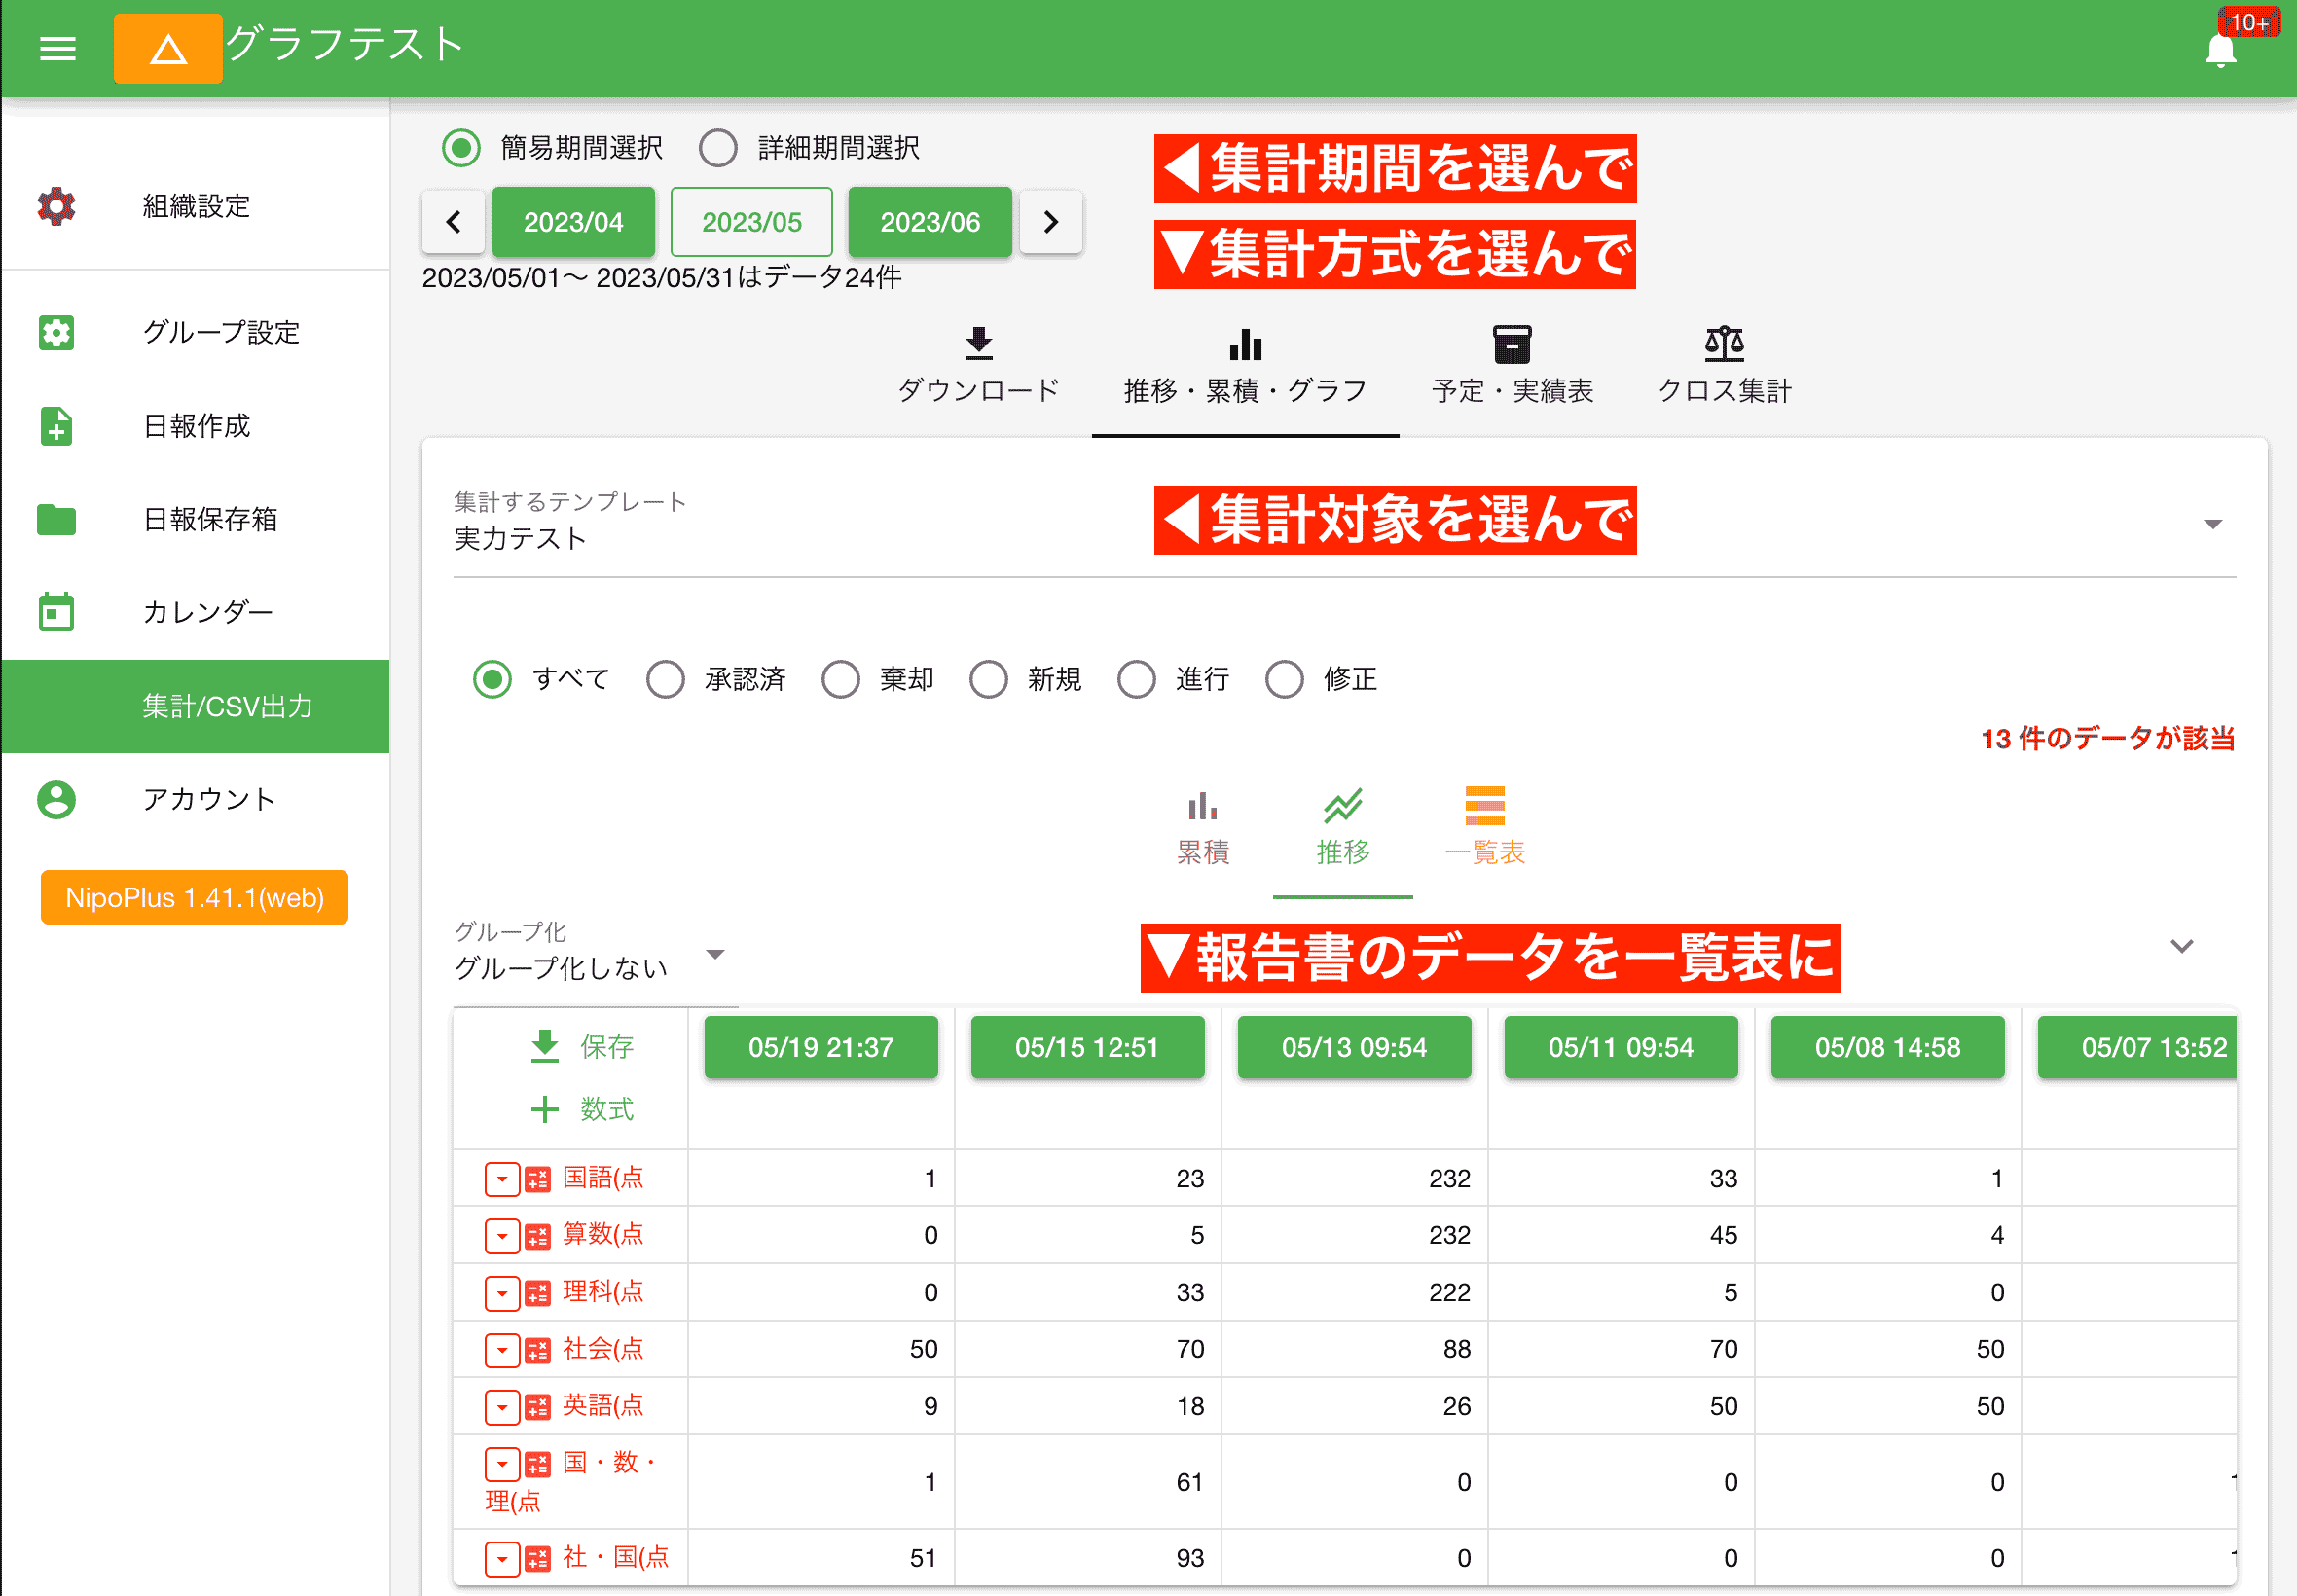 グラフテスト
10+
組織設定
グループ設定
日報作成
日報保存箱
カレンダー
集計/CSV出力
アカウント
NipoPlus 1.41.1(web)
簡易期間選択 詳細期間選択
◀集計期間を選んで
2023/04 2023/05 2023/06
▼集計方式を選んで
2023/05/01〜 2023/05/31はデータ24件
ダウンロード 推移・累積・グラフ 予定・実績表 クロス集計
集計するテンプレート
実力テスト
◀集計対象を選んで
すべて 承認済 棄却 新規 進行 修正
13 件のデータが該当
累積 推移 一覧表
グループ化
グループ化しない
▼報告書のデータを一覧表に
保存 05/19 21:37 05/15 12:51 05/13 09:54 05/11 09:54 05/08 14:58 05/07 13:52
数式
国語(点 1 23 232 33 1
算数(点 0 5 232 45 4
理科(点 0 33 222 5 0
社会(点 50 70 88 70 50
英語(点 9 18 26 50 50
国・数・
理(点 1 61 0 0 0
社・国(点 51 93 0 0 0